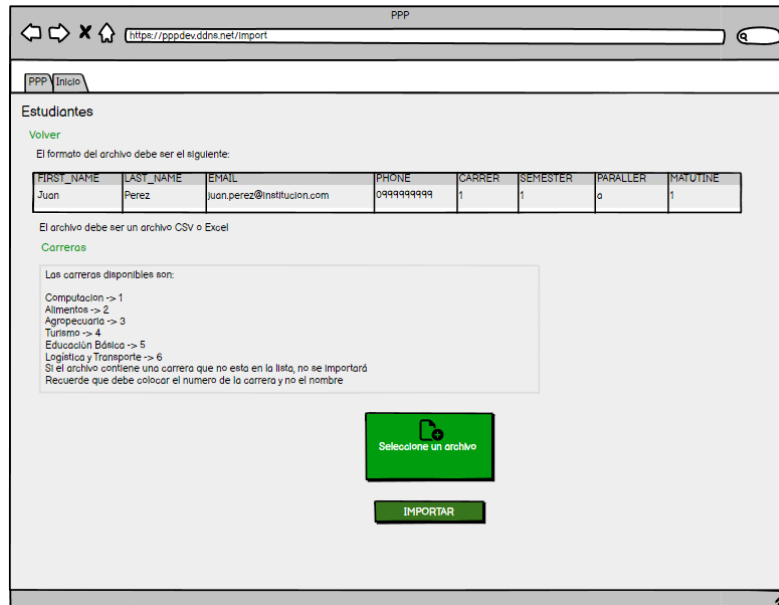 PPP
https://pppdev.ddns.net/import
PPP Inicio
Estudiantes
Volver
El formato del archivo debe ser el siguiente:
FIRST_NAME LAST_NAME EMAIL PHONE CARRER SEMESTER PARALLER MATUTINE
Juan Perez juan.perez@institucion.com 0999999999 1 1 a 1
El archivo debe ser un archivo CSV o Excel
Carreras
Las carreras disponibles son:
Computacion -> 1
Alimentos -> 2
Agropecuaria -> 3
Turismo -> 4
Educación Básica -> 5
Logística y Transporte -> 6
Si el archivo contiene una carrera que no esta en la lista, no se importará
Recuerde que debe colocar el numero de la carrera y no el nombre
Seleccione un archivo
IMPORTAR